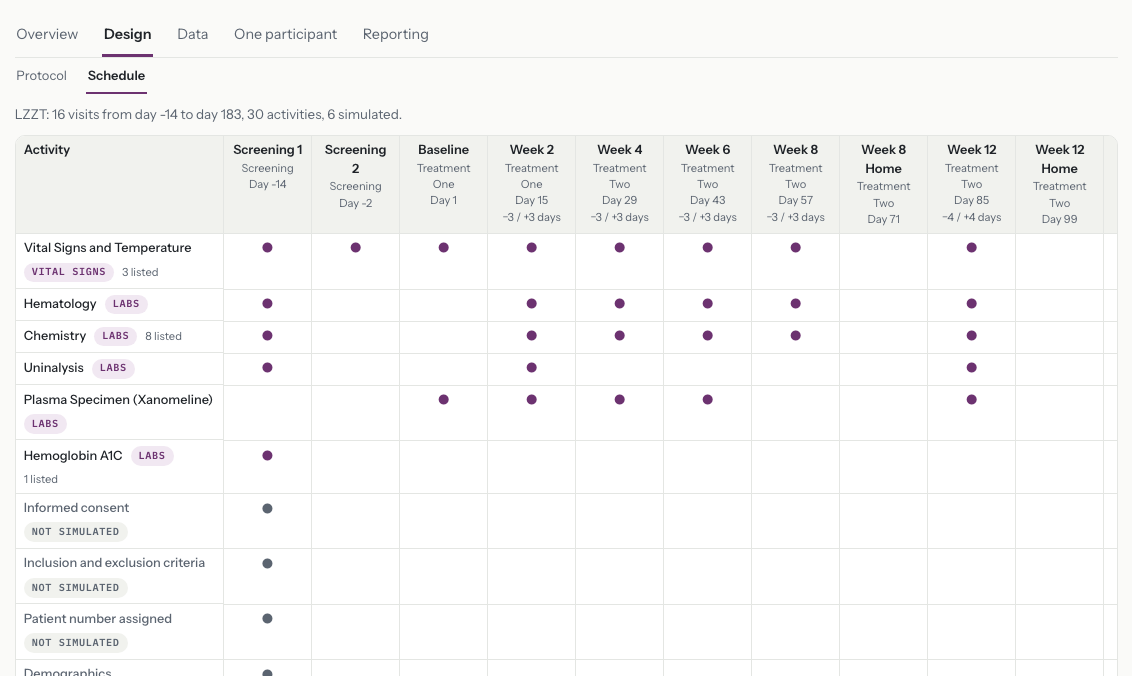 Overview Design Data One participant Reporting
Protocol Schedule
LZZT: 16 visits from day -14 to day 183, 30 activities, 6 simulated.
Activity
Screening 1
Screening
Day -14
Screening
2
Screening
Day -2
Baseline
Treatment
One
Day 1
Week 2
Treatment
One
Day 15
-3 / +3 days
Week 4
Treatment
Two
Day 29
-3 / +3 days
Week 6
Treatment
Two
Day 43
-3 / +3 days
Week 8
Treatment
Two
Day 57
-3 / +3 days
Week 8
Home
Treatment
Two
Day 71
Week 12
Treatment
Two
Day 85
-4 / +4 days
Week 12
Home
Treatment
Two
Day 99
Vital Signs and Temperature
VITAL SIGNS 3 listed
Hematology LABS
Chemistry LABS 8 listed
Uninalysis LABS
Plasma Specimen (Xanomeline)
LABS
Hemoglobin A1C LABS
1 listed
Informed consent
NOT SIMULATED
Inclusion and exclusion criteria
NOT SIMULATED
Patient number assigned
NOT SIMULATED
Demographics